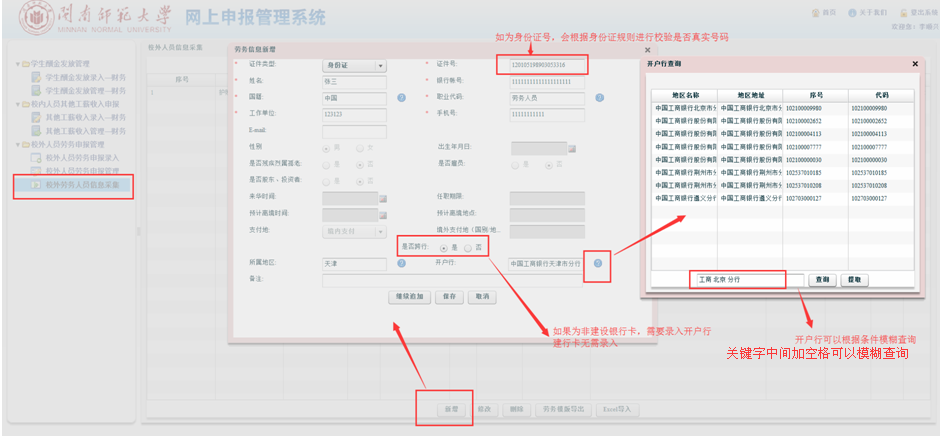 闽南师范大学
MINNAN NORMAL UNIVERSITY
网上申报管理系统
首页 关于我们 登出系统
校外人员信息采集
学生酬金发放管理
学生酬金发放录入--财务
学生酬金发放管理--财务
校内人员其他工薪收入申报
其他工薪收入录入--财务
其他工薪收入管理--财务
校外人员劳务申报管理
校外人员劳务申报录入
校外人员劳务申报管理
校外劳务人员信息采集
序号
1
如为身份证号，会根据身份证规则进行校验是否真实号码
劳务信息新增
* 证件类型: 身份证 * 证件号: 120105198903053316
* 姓名: 张三 * 银行帐号: 11111111111111111111
* 国籍: 中国 * 职业代码: 劳务人员
* 工作单位: 123123 * 手机号: 11111111111
E-mail:
性别 男 女 出生年月日:
是否残疾烈属孤老: 是 否 是否雇员: 是 否
是否股东、投资者: 是 否
来华时间: 任职期限:
预计离境时间: 预计离境地点:
支付地: 境内支付 境外支付地（国别/地..
是否跨行: 是 否
所属地区: 天津 开户行: 中国工商银行天津市分行
备注:
继续追加 保存 取消
开户行查询
地区名称 地区地址 序号 代码
中国工商银行北京市分 中国工商银行北京市分 102100009980 102100009980
中国工商银行股份有限 中国工商银行股份有限 102100002652 102100002652
中国工商银行股份有限 中国工商银行股份有限 102100004113 102100004113
中国工商银行股份有限 中国工商银行股份有限 102100007777 102100007777
中国工商银行股份有限 中国工商银行股份有限 102100000030 102100000030
中国工商银行荆州市分 中国工商银行荆州市分 102537010185 102537010185
中国工商银行荆州市分 中国工商银行荆州市分 102537010208 102537010208
中国工商银行遵义分行 中国工商银行遵义分行 102703000127 102703000127
工商 北京 分行 查询 提取
如果为非建设银行卡，需要录入开户行
建行卡无需录入
开户行可以根据条件模糊查询
关键字中间加空格可以模糊查询
新增 修改 删除 劳务模版导出 Excel导入